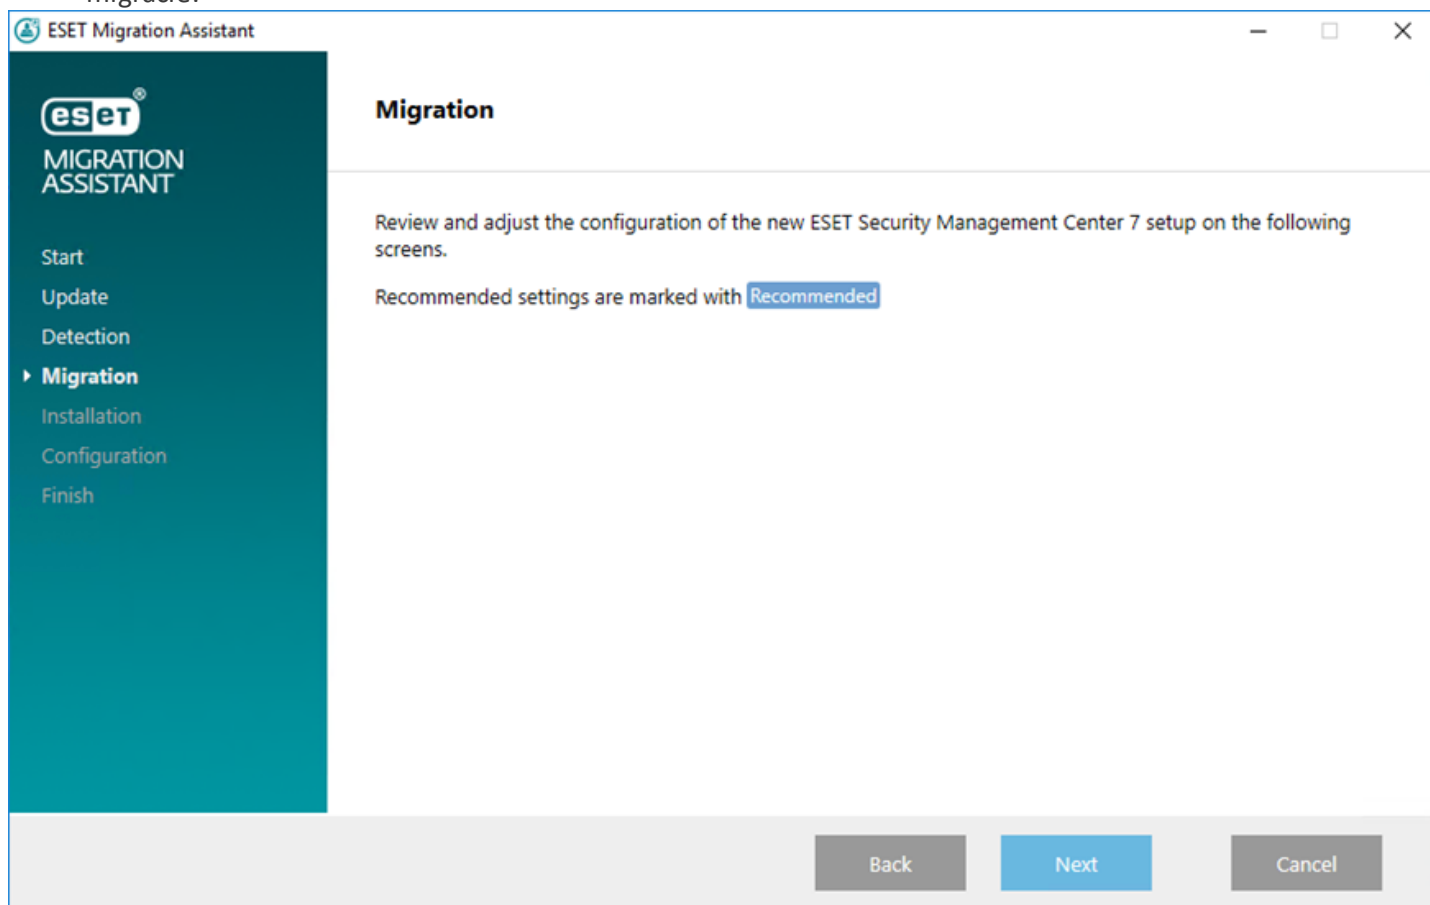 ESET Migration Assistant
eset®
MIGRATION
ASSISTANT
Start
Update
Detection
Migration
Installation
Configuration
Finish
Migration
Review and adjust the configuration of the new ESET Security Management Center 7 setup on the following
screens.
Recommended settings are marked with Recommended
Back
Next
Cancel